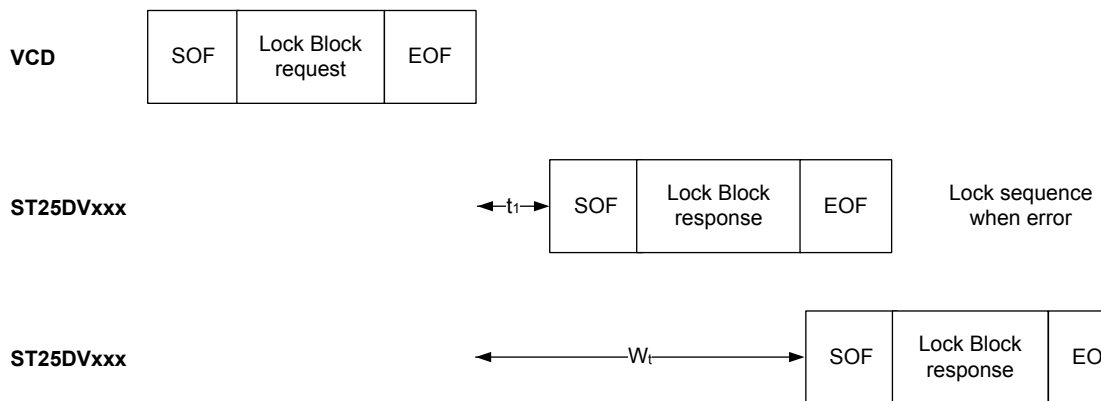 VCD
SOF
Lock Block
request
EOF
ST25DVxxx
t1
SOF
Lock Block
response
EOF
Lock sequence
when error
ST25DVxxx
Wt
SOF
Lock Block
response